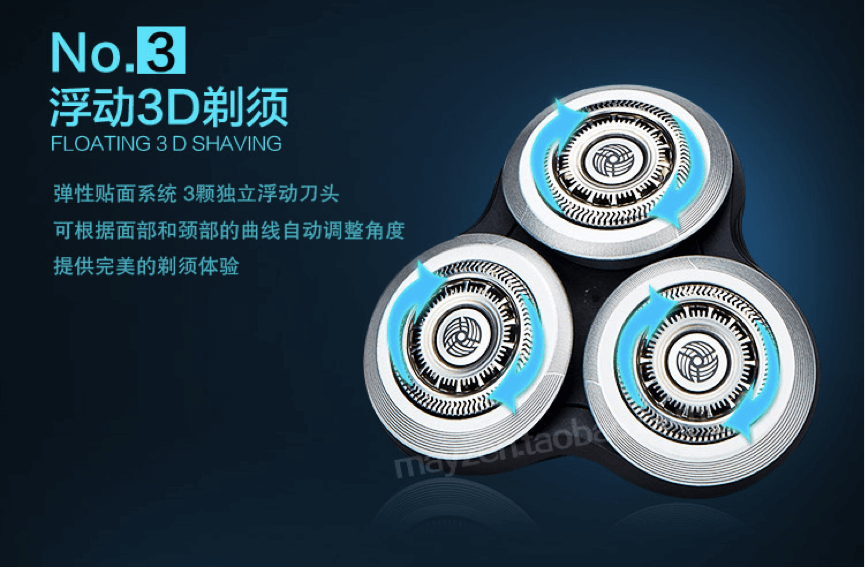 No.3
浮动3D剃须
FLOATING 3 D SHAVING
弹性贴面系统 3颗独立浮动刀头
可根据面部和颈部的曲线自动调整角度
提供完美的剃须体验